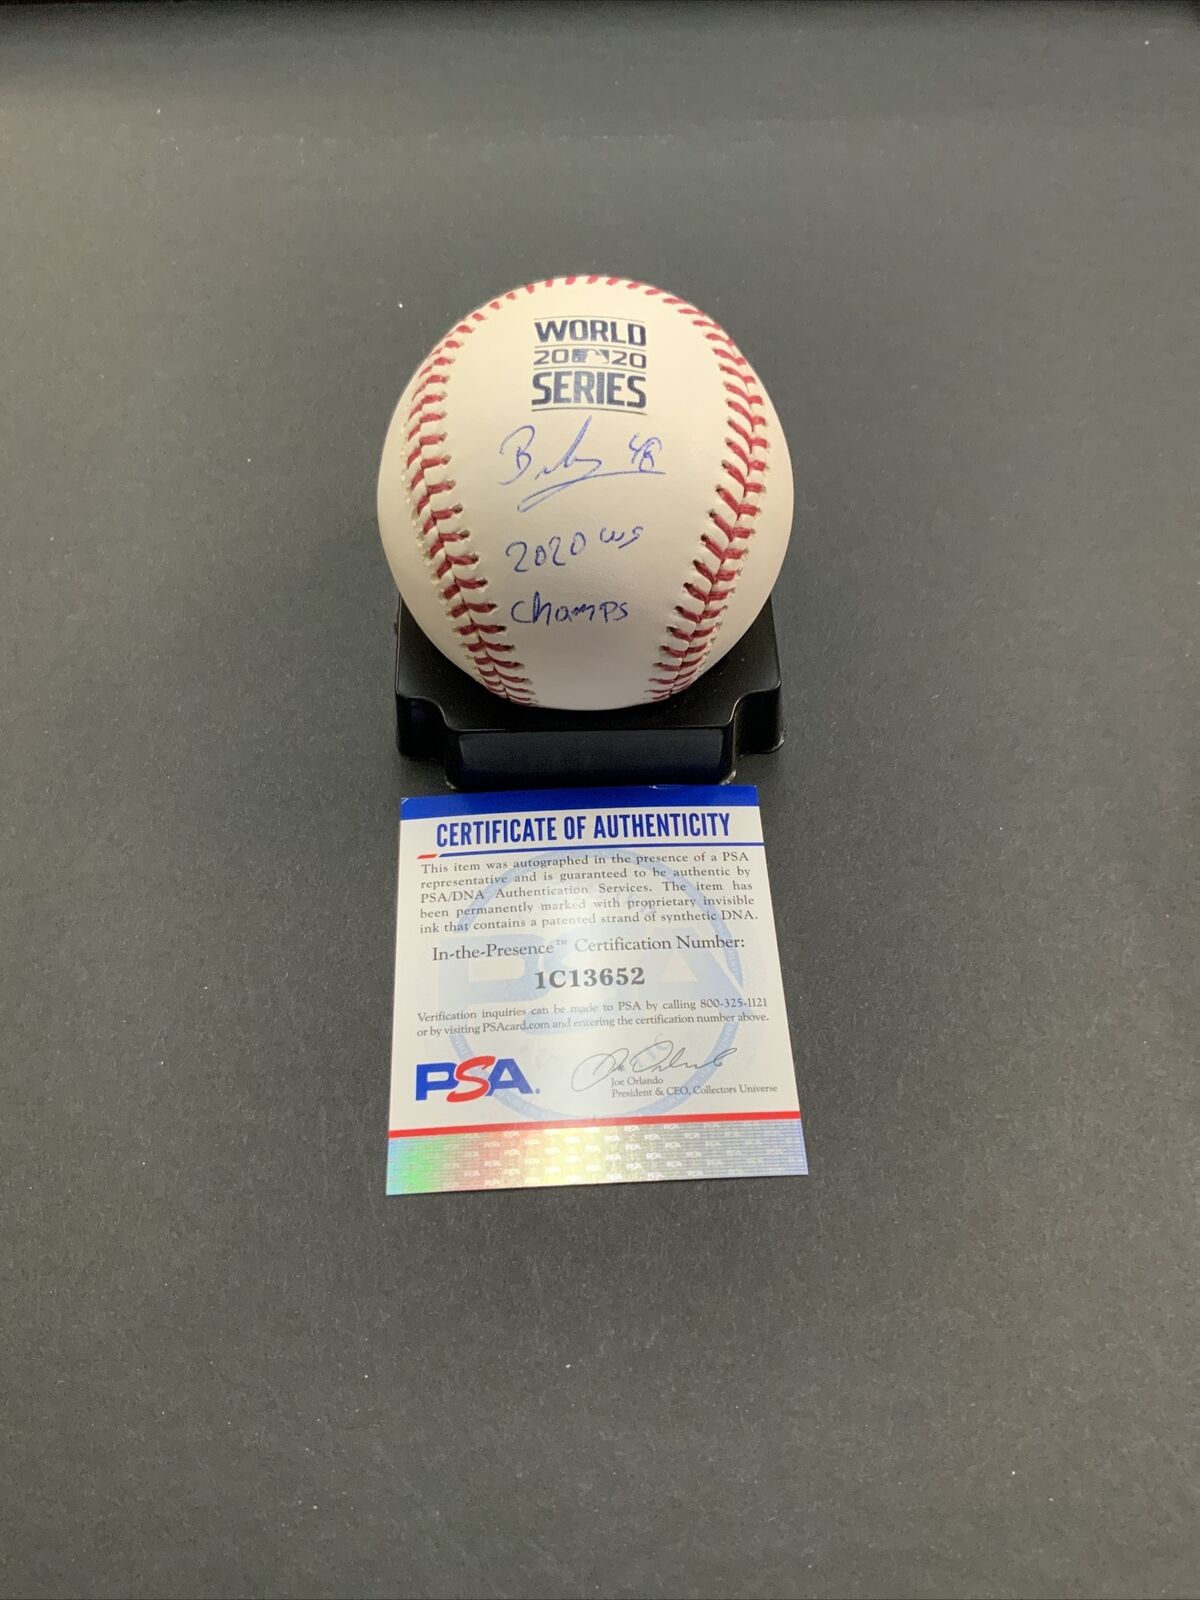 WORLD
20 20
SERIES
48
2020 WS
Champs
CERTIFICATE OF AUTHENTICITY
This item was autographed in the presence of a PSA
representative and is guaranteed to be authentic by
PSA/DNA Authentication Services. The item has
been permanently marked with proprietary invisible
ink that contains a patented strand of synthetic DNA.
In-the-Presence™ Certification Number:
1C13652
Verification inquiries can be made to PSA by calling 800-325-1121
or by visiting PSAcard.com and entering the certification number above.
PSA.
Joe Orlando
President & CEO, Collectors Universe